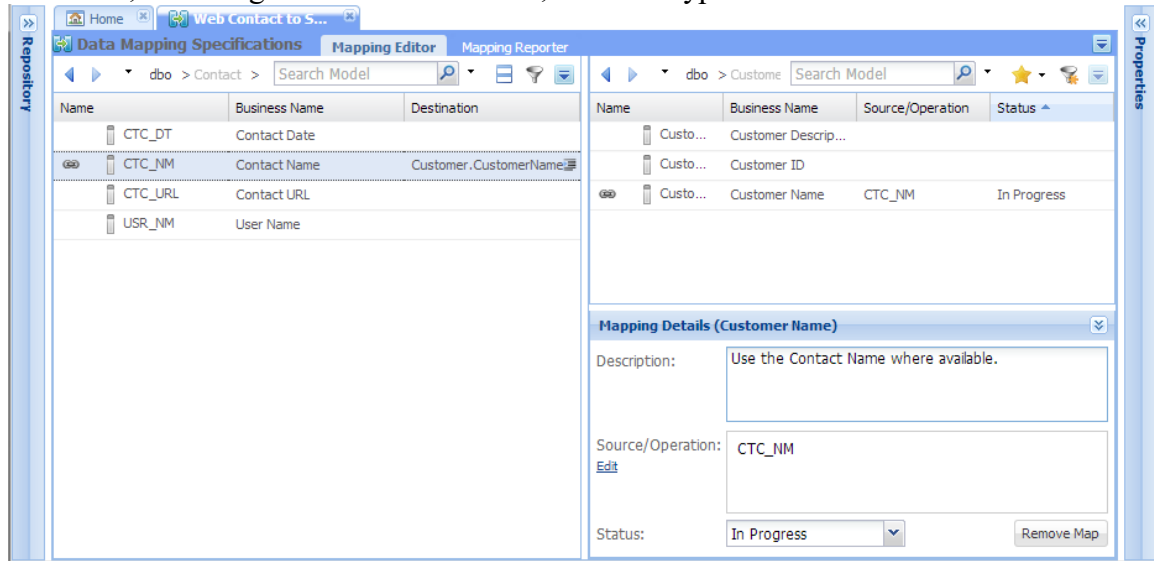 Home Web Contact to S...
Data Mapping Specifications Mapping Editor Mapping Reporter
Repository
Properties
dbo > Contact > Search Model
Name Business Name Destination
CTC_DT Contact Date
CTC_NM Contact Name Customer.CustomerName
CTC_URL Contact URL
USR_NM User Name
dbo > Custome Search Model
Name Business Name Source/Operation Status
Custo... Customer Descrip...
Custo... Customer ID
Custo... Customer Name CTC_NM In Progress
Mapping Details (Customer Name)
Description: Use the Contact Name where available.
Source/Operation: CTC_NM
Edit
Status: In Progress Remove Map